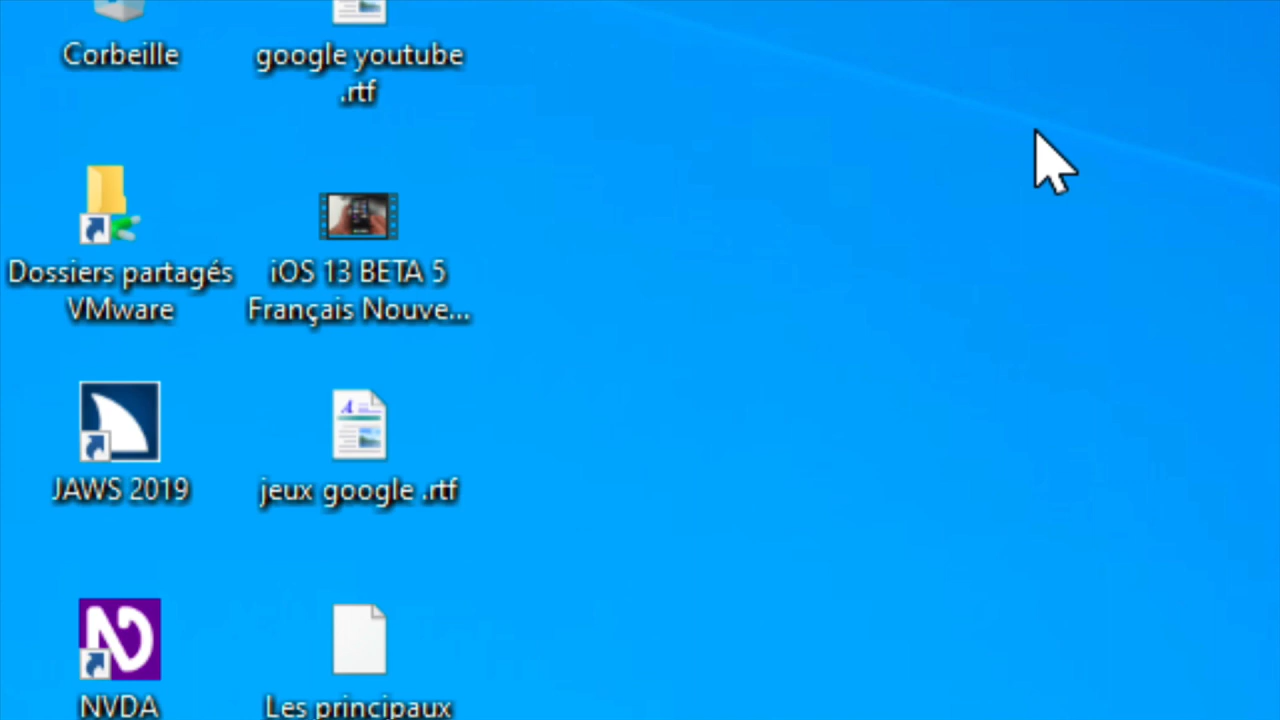 Corbeille
google youtube
.rtf
Dossiers partagés
VMware
iOS 13 BETA 5
Français Nouve...
JAWS 2019
jeux google .rtf
NVDA
Les principaux